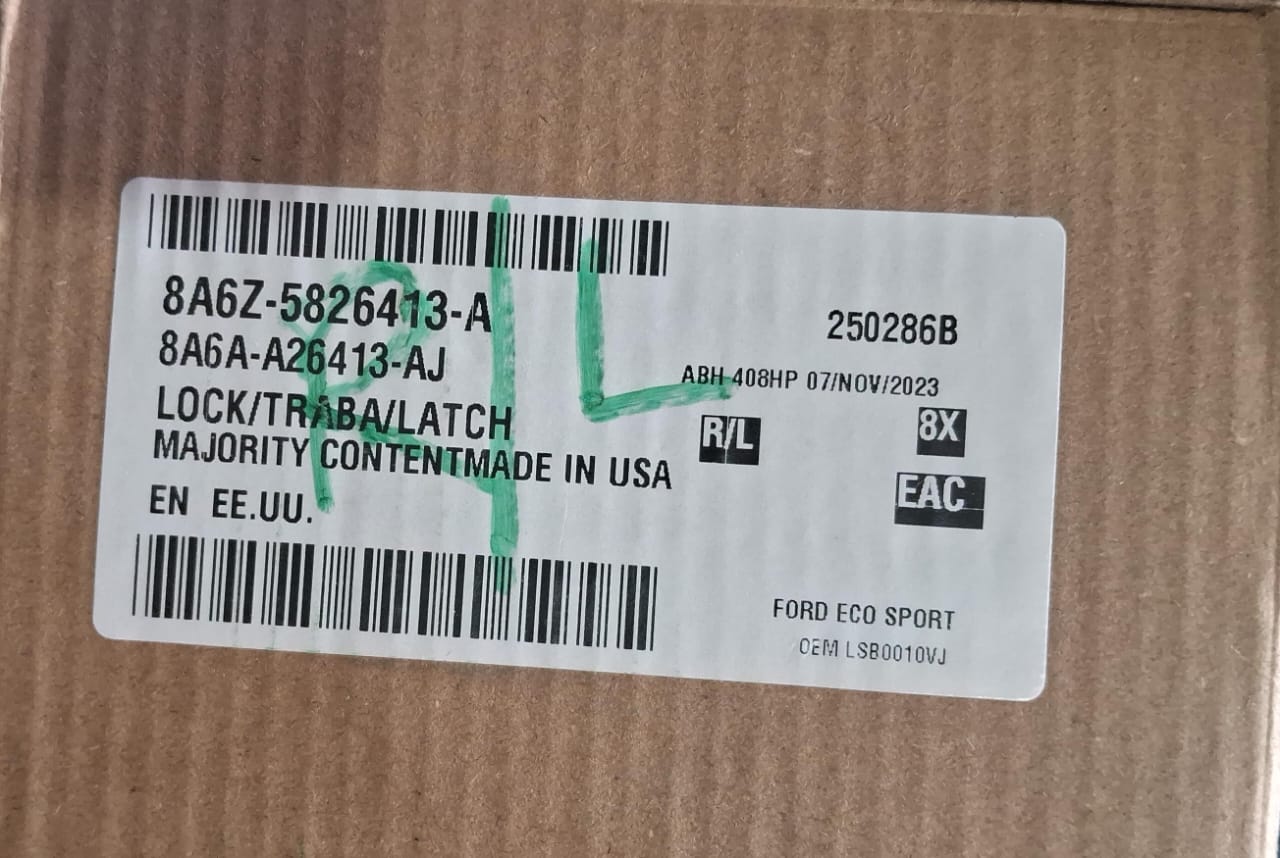 8A6Z-5826413-A
8A6A-A26413-AJ
LOCK/TRABA/LATCH
MAJORITY CONTENTMADE IN USA
EN EE.UU.
R/L
250286B
ABH 408HP 07/NOV/2023
R/L
8X
EAC
FORD ECO SPORT
OEM LSB0010VJ